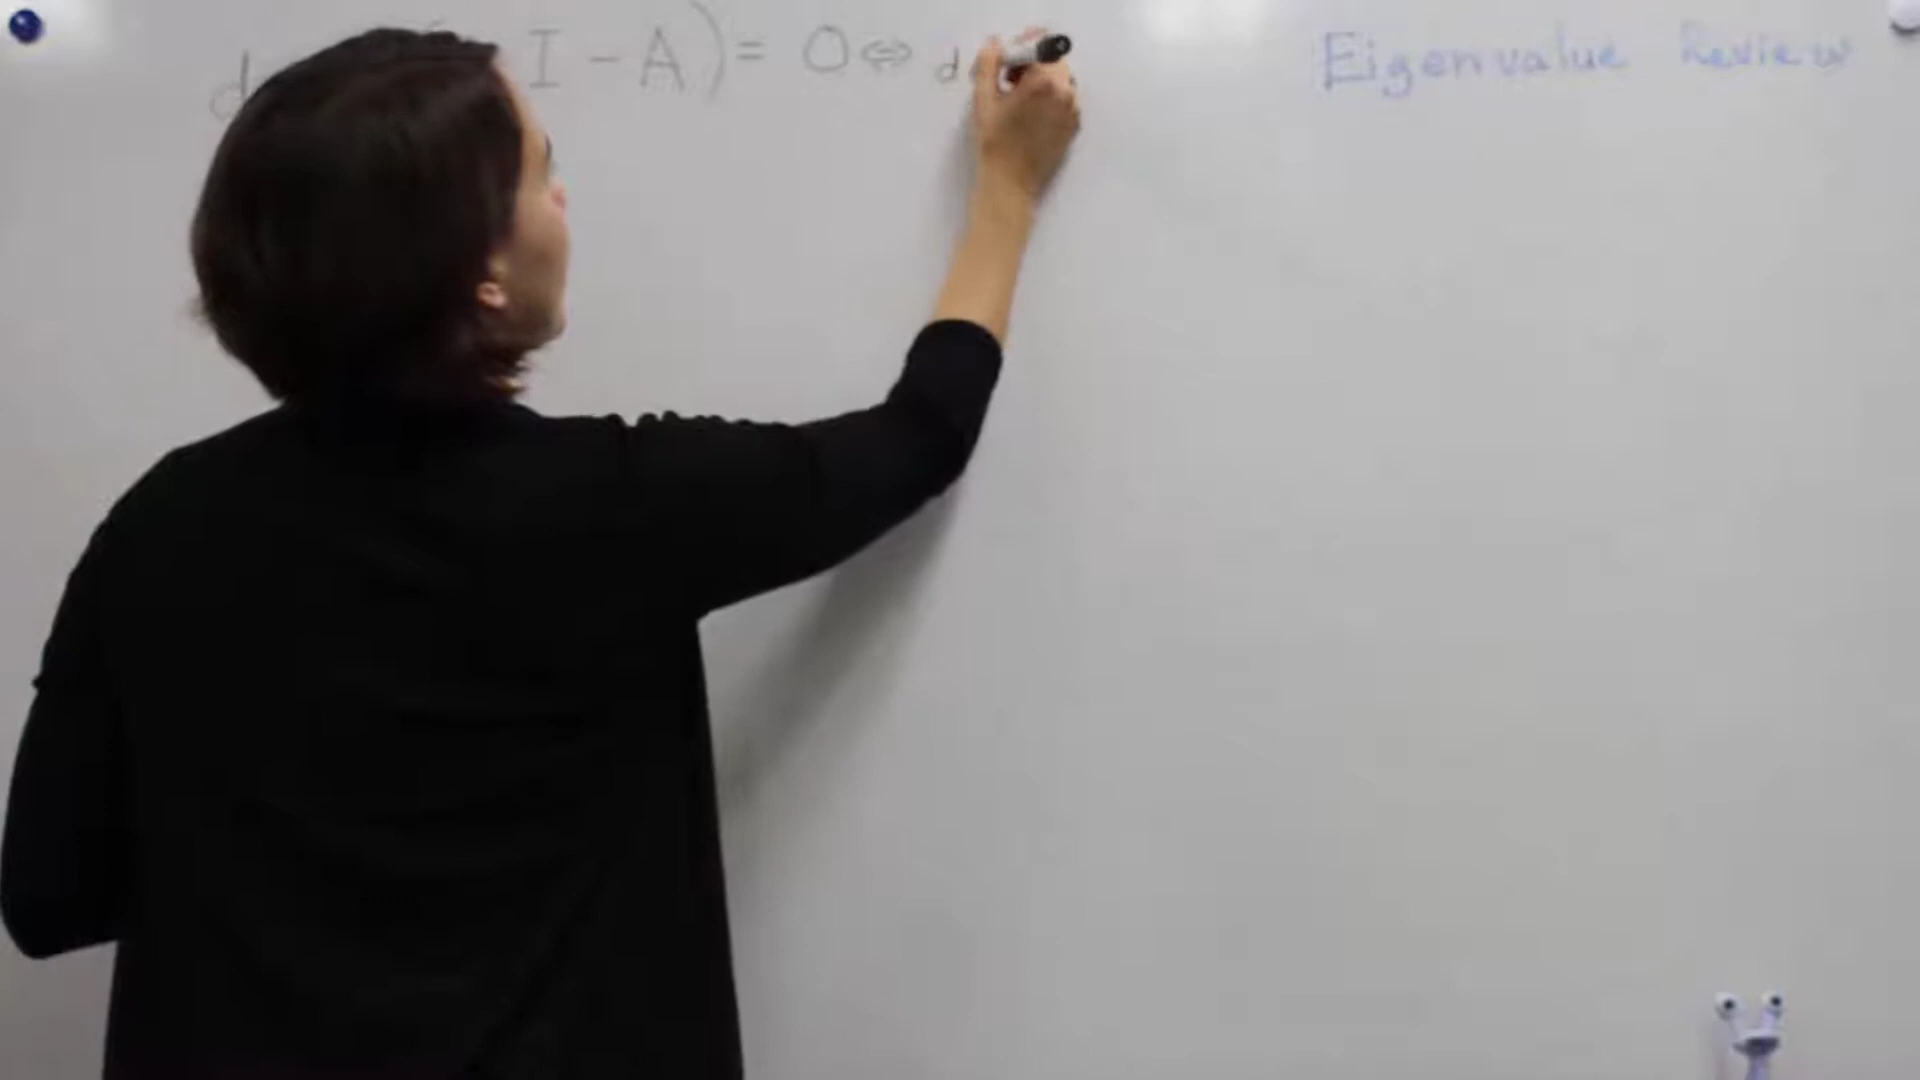 I - A) = 0 ⇔
Eigenvalue Review